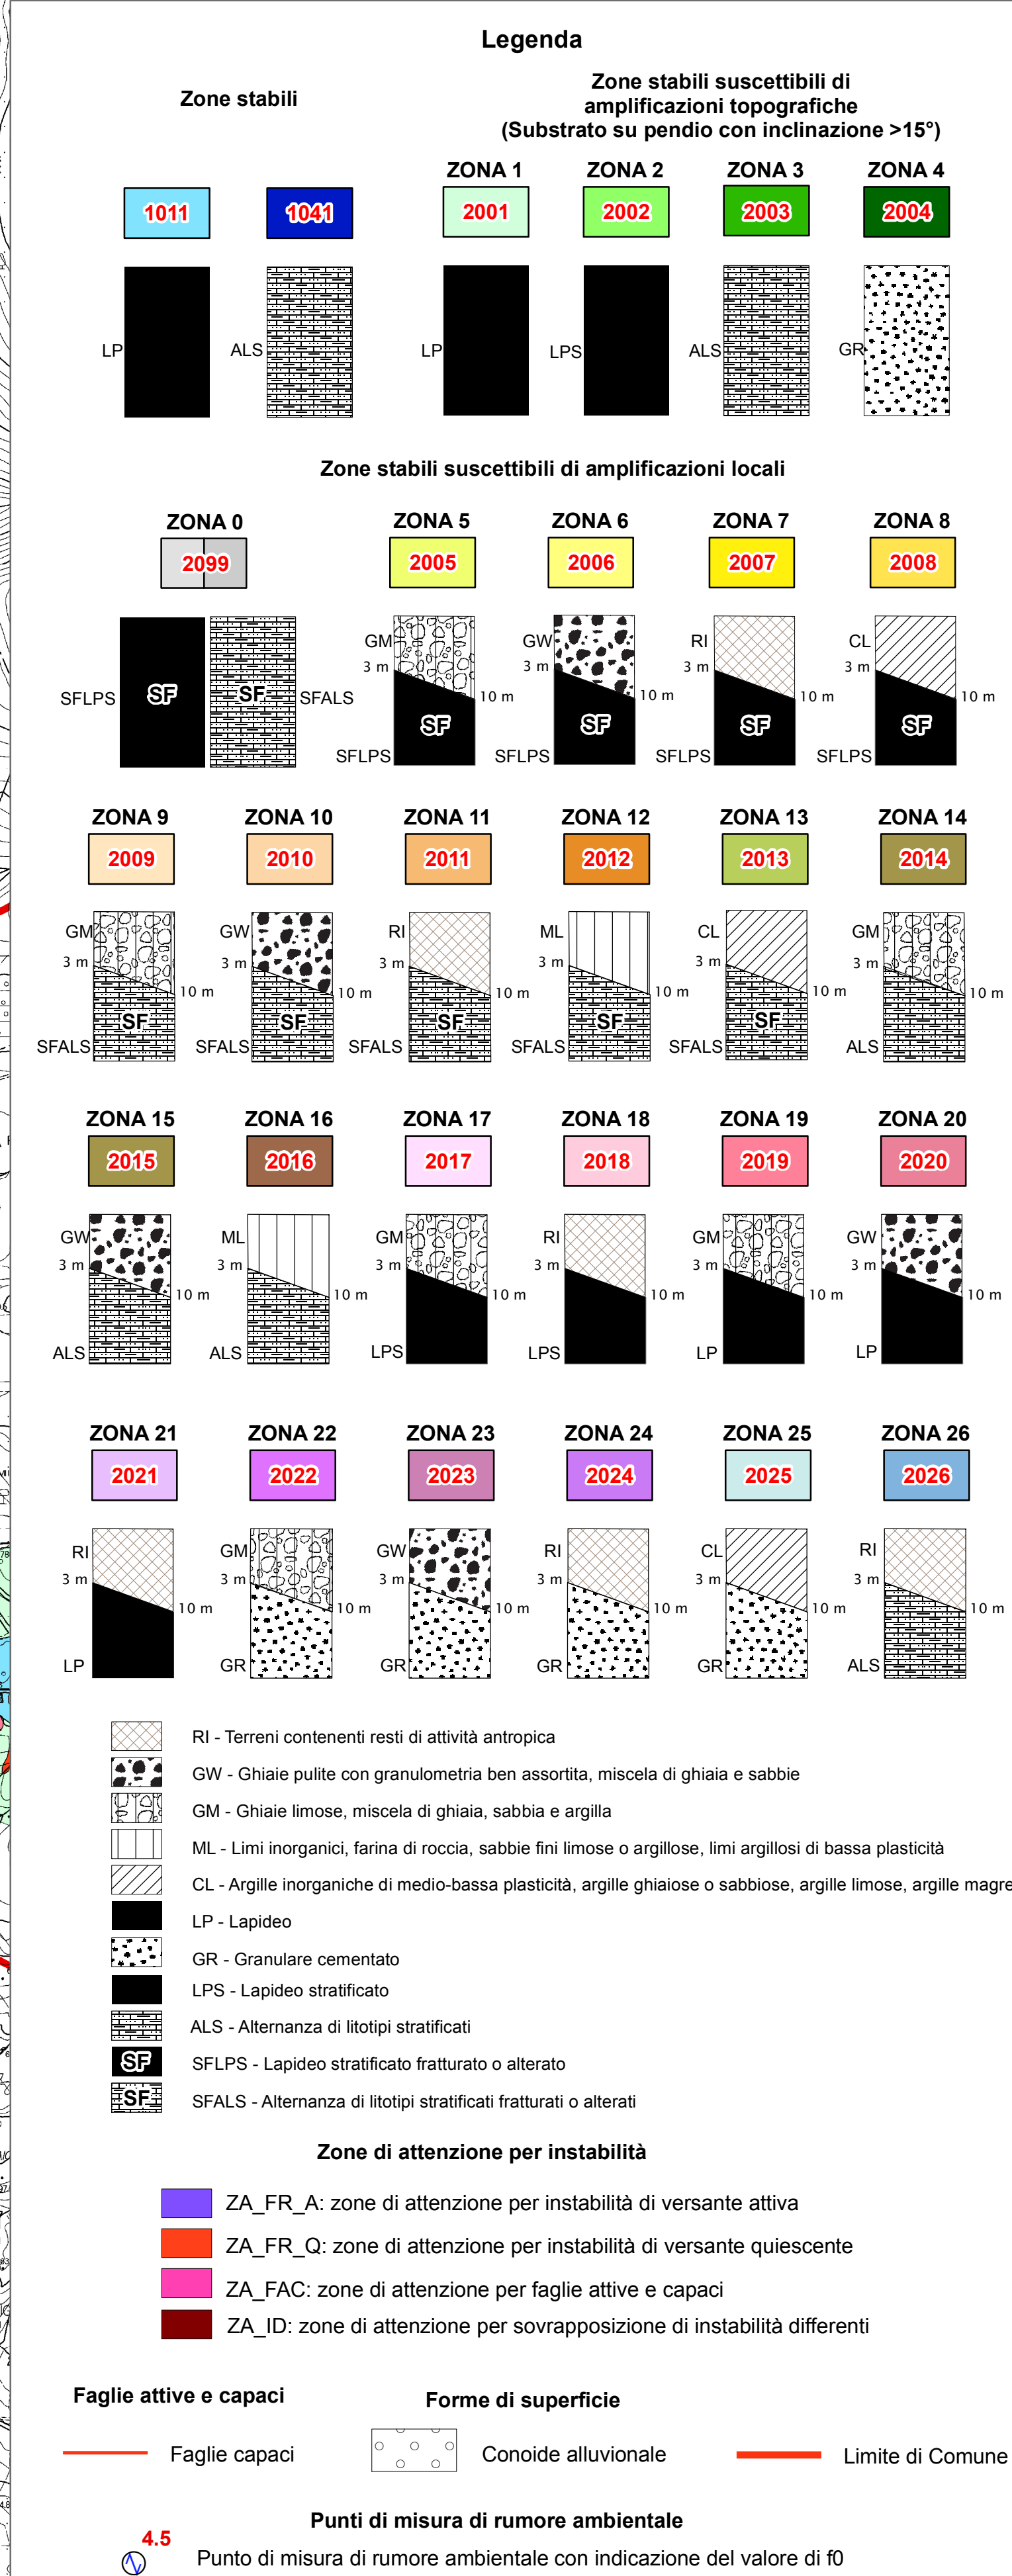 Legenda
Zone stabili
Zone stabili suscettibili di
amplificazioni topografiche
(Substrato su pendio con inclinazione >15°)
ZONA 1 ZONA 2 ZONA 3 ZONA 4
1011 1041 2001 2002 2003 2004
LP ALS LP LPS ALS GR
Zone stabili suscettibili di amplificazioni locali
ZONA 0 ZONA 5 ZONA 6 ZONA 7 ZONA 8
2099 2005 2006 2007 2008
GM GW RI CL
3 m 3 m 3 m 3 m
SFLPS SF SF SFALS 10 m 10 m 10 m 10 m
SF SF SF SF
SFLPS SFLPS SFLPS SFLPS
ZONA 9 ZONA 10 ZONA 11 ZONA 12 ZONA 13 ZONA 14
2009 2010 2011 2012 2013 2014
GM GW RI ML CL GM
3 m 3 m 3 m 3 m 3 m 3 m
10 m 10 m 10 m 10 m 10 m 10 m
SF SF SF SF SF
SFALS SFALS SFALS SFALS SFALS ALS
ZONA 15 ZONA 16 ZONA 17 ZONA 18 ZONA 19 ZONA 20
2015 2016 2017 2018 2019 2020
GW ML GM RI GM GW
3 m 3 m 3 m 3 m 3 m 3 m
10 m 10 m 10 m 10 m 10 m 10 m
ALS ALS LPS LPS LP LP
ZONA 21 ZONA 22 ZONA 23 ZONA 24 ZONA 25 ZONA 26
2021 2022 2023 2024 2025 2026
RI GM GW RI CL RI
3 m 3 m 3 m 3 m 3 m 3 m
10 m 10 m 10 m 10 m 10 m 10 m
LP GR GR GR GR ALS
RI - Terreni contenenti resti di attività antropica
GW - Ghiaie pulite con granulometria ben assortita, miscela di ghiaia e sabbie
GM - Ghiaie limose, miscela di ghiaia, sabbia e argilla
ML - Limi inorganici, farina di roccia, sabbie fini limose o argillose, limi argillosi di bassa plasticità
CL - Argille inorganiche di medio-bassa plasticità, argille ghiaiose o sabbiose, argille limose, argille magre
LP - Lapideo
GR - Granulare cementato
LPS - Lapideo stratificato
ALS - Alternanza di litotipi stratificati
SF SFLPS - Lapideo stratificato fratturato o alterato
SF SFALS - Alternanza di litotipi stratificati fratturati o alterati
Zone di attenzione per instabilità
ZA_FR_A: zone di attenzione per instabilità di versante attiva
ZA_FR_Q: zone di attenzione per instabilità di versante quiescente
ZA_FAC: zone di attenzione per faglie attive e capaci
ZA_ID: zone di attenzione per sovrapposizione di instabilità differenti
Faglie attive e capaci Forme di superficie
Faglie capaci Conoide alluvionale Limite di Comune
Punti di misura di rumore ambientale
4.5
Punto di misura di rumore ambientale con indicazione del valore di f0